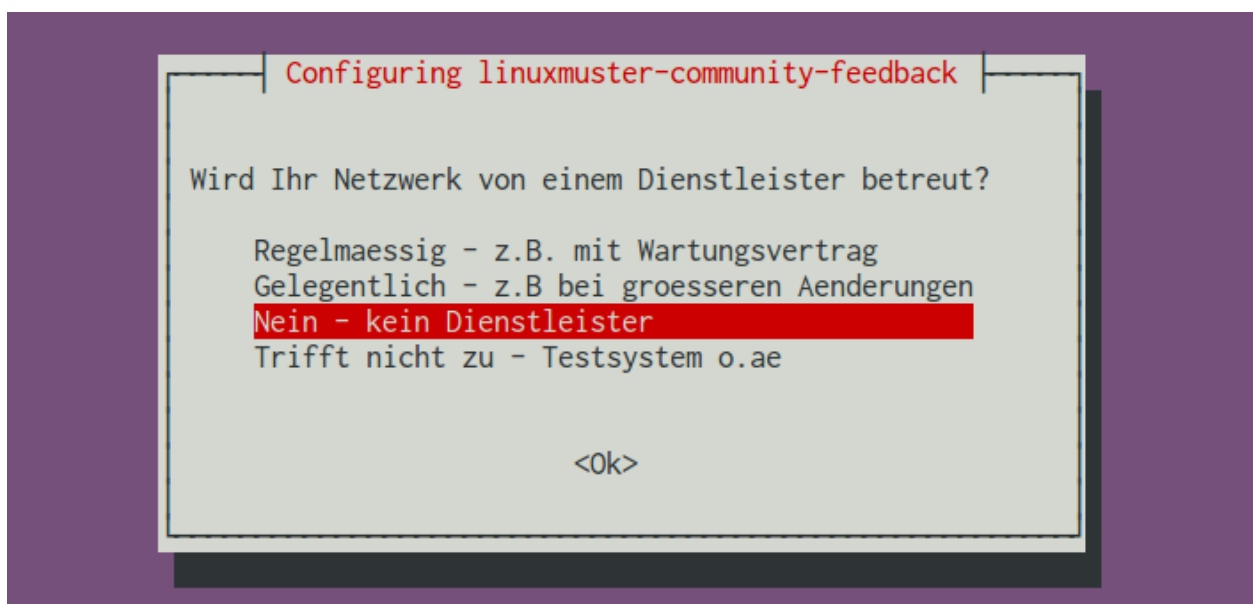 Configuring linuxmuster-community-feedback
Wird Ihr Netzwerk von einem Dienstleister betreut?
Regelmaessig - z.B. mit Wartungsvertrag
Gelegentlich - z.B bei groesseren Aenderungen
Nein - kein Dienstleister
Trifft nicht zu - Testsystem o.ae
<Ok>